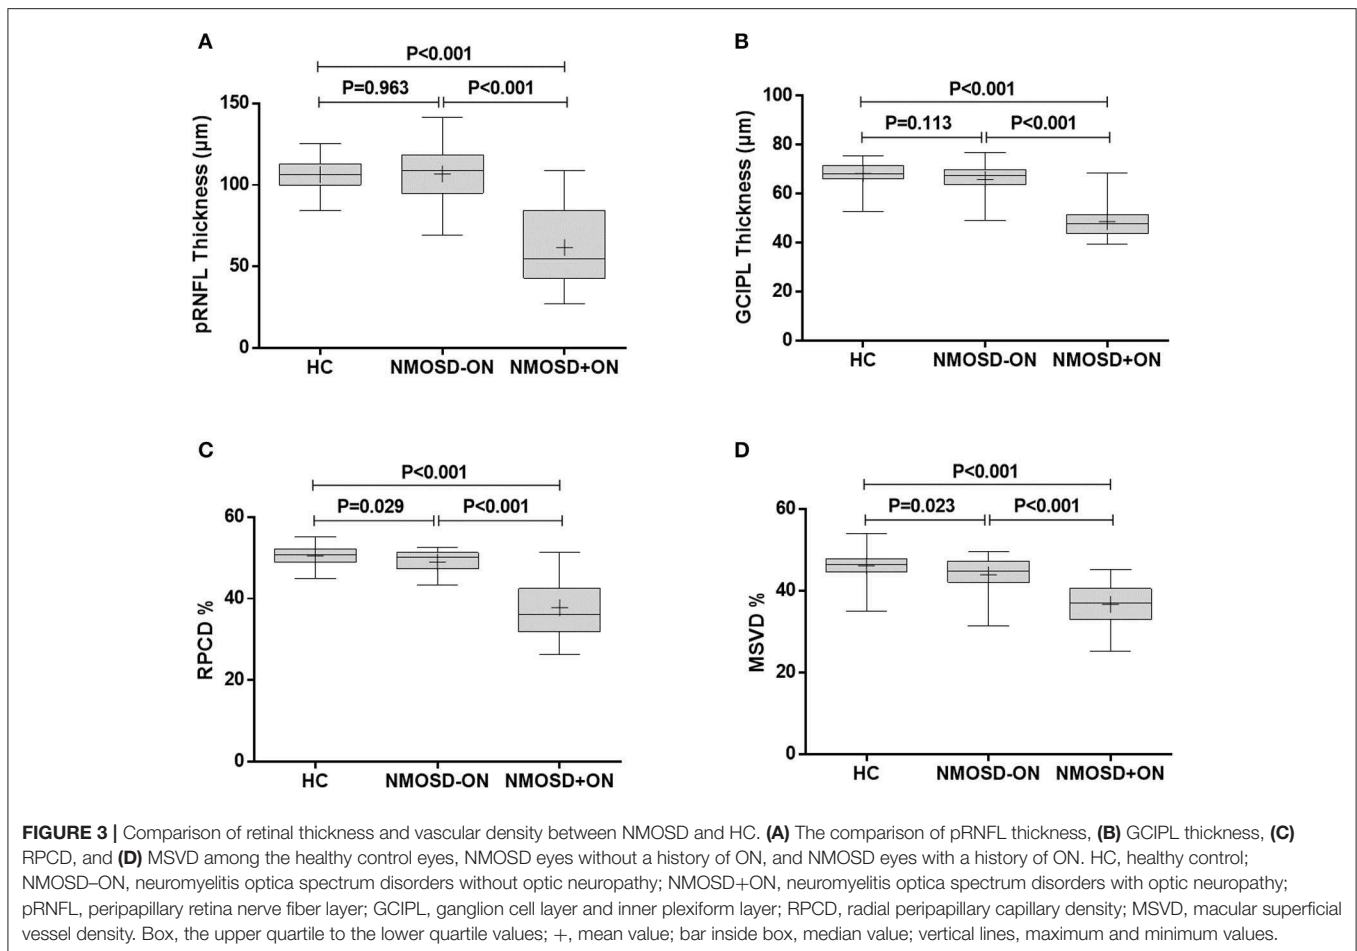 A
P<0.001
P=0.963 P<0.001
150
100
50
0
pRNFL Thickness (µm)
HC NMOSD-ON NMOSD+ON
B
P<0.001
P=0.113 P<0.001
100
80
60
40
20
0
GCIPL Thickness (µm)
HC NMOSD-ON NMOSD+ON
C
P<0.001
P=0.029 P<0.001
60
40
20
0
RPCD %
HC NMOSD-ON NMOSD+ON
D
P<0.001
P=0.023 P<0.001
60
40
20
0
MSVD %
HC NMOSD-ON NMOSD+ON
FIGURE 3 | Comparison of retinal thickness and vascular density between NMOSD and HC. (A) The comparison of pRNFL thickness, (B) GCIPL thickness, (C)
RPCD, and (D) MSVD among the healthy control eyes, NMOSD eyes without a history of ON, and NMOSD eyes with a history of ON. HC, healthy control;
NMOSD–ON, neuromyelitis optica spectrum disorders without optic neuropathy; NMOSD+ON, neuromyelitis optica spectrum disorders with optic neuropathy;
pRNFL, peripapillary retina nerve fiber layer; GCIPL, ganglion cell layer and inner plexiform layer; RPCD, radial peripapillary capillary density; MSVD, macular superficial
vessel density. Box, the upper quartile to the lower quartile values; +, mean value; bar inside box, median value; vertical lines, maximum and minimum values.